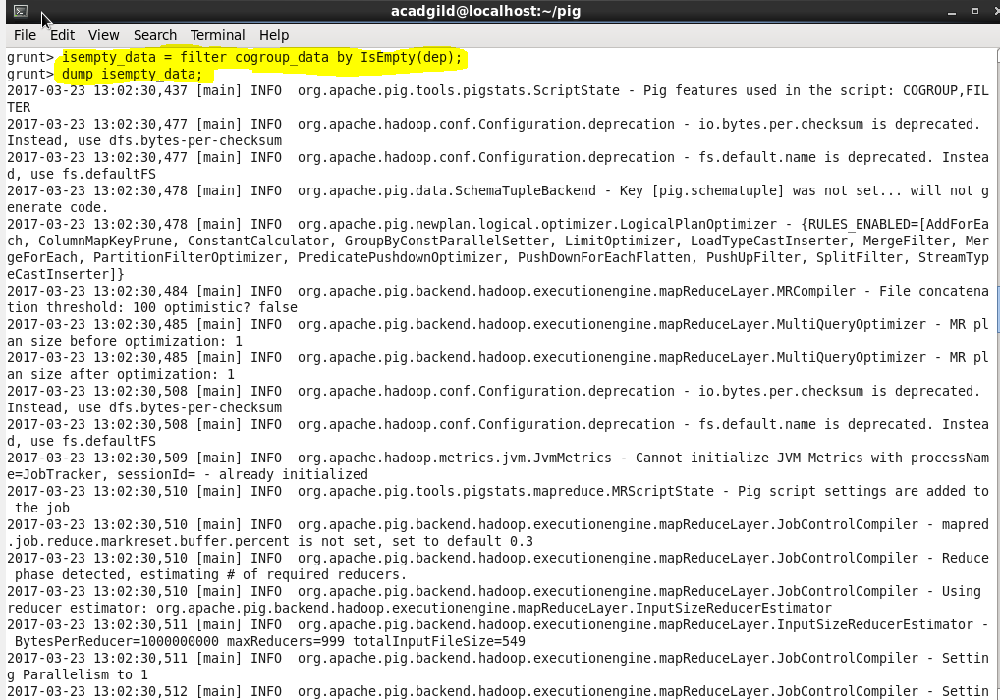 acadgild@localhost:~/pig
File Edit View Search Terminal Help
grunt> isempty_data = filter cogroup_data by IsEmpty(dep);
grunt> dump isempty_data;
2017-03-23 13:02:30,437 [main] INFO  org.apache.pig.tools.pigstats.ScriptState - Pig features used in the script: COGROUP,FIL
TER
2017-03-23 13:02:30,477 [main] INFO  org.apache.hadoop.conf.Configuration.deprecation - io.bytes.per.checksum is deprecated.
Instead, use dfs.bytes-per-checksum
2017-03-23 13:02:30,477 [main] INFO  org.apache.hadoop.conf.Configuration.deprecation - fs.default.name is deprecated. Instea
d, use fs.defaultFS
2017-03-23 13:02:30,478 [main] INFO  org.apache.pig.data.SchemaTupleBackend - Key [pig.schematuple] was not set... will not g
enerate code.
2017-03-23 13:02:30,478 [main] INFO  org.apache.pig.newplan.logical.optimizer.LogicalPlanOptimizer - {RULES_ENABLED=[AddForEa
ch, ColumnMapKeyPrune, ConstantCalculator, GroupByConstParallelSetter, LimitOptimizer, LoadTypeCastInserter, MergeFilter, Mer
geForEach, PartitionFilterOptimizer, PredicatePushdownOptimizer, PushDownForEachFlatten, PushUpFilter, SplitFilter, StreamTyp
eCastInserter]}
2017-03-23 13:02:30,484 [main] INFO  org.apache.pig.backend.hadoop.executionengine.mapReduceLayer.MRCompiler - File concatena
tion threshold: 100 optimistic? false
2017-03-23 13:02:30,485 [main] INFO  org.apache.pig.backend.hadoop.executionengine.mapReduceLayer.MultiQueryOptimizer - MR pl
an size before optimization: 1
2017-03-23 13:02:30,485 [main] INFO  org.apache.pig.backend.hadoop.executionengine.mapReduceLayer.MultiQueryOptimizer - MR pl
an size after optimization: 1
2017-03-23 13:02:30,508 [main] INFO  org.apache.hadoop.conf.Configuration.deprecation - io.bytes.per.checksum is deprecated.
Instead, use dfs.bytes-per-checksum
2017-03-23 13:02:30,508 [main] INFO  org.apache.hadoop.conf.Configuration.deprecation - fs.default.name is deprecated. Instea
d, use fs.defaultFS
2017-03-23 13:02:30,509 [main] INFO  org.apache.hadoop.metrics.jvm.JvmMetrics - Cannot initialize JVM Metrics with processNam
e=JobTracker, sessionId= - already initialized
2017-03-23 13:02:30,510 [main] INFO  org.apache.pig.tools.pigstats.mapreduce.MRScriptState - Pig script settings are added to
 the job
2017-03-23 13:02:30,510 [main] INFO  org.apache.pig.backend.hadoop.executionengine.mapReduceLayer.JobControlCompiler - mapred
.job.reduce.markreset.buffer.percent is not set, set to default 0.3
2017-03-23 13:02:30,510 [main] INFO  org.apache.pig.backend.hadoop.executionengine.mapReduceLayer.JobControlCompiler - Reduce
 phase detected, estimating # of required reducers.
2017-03-23 13:02:30,510 [main] INFO  org.apache.pig.backend.hadoop.executionengine.mapReduceLayer.JobControlCompiler - Using
reducer estimator: org.apache.pig.backend.hadoop.executionengine.mapReduceLayer.InputSizeReducerEstimator
2017-03-23 13:02:30,511 [main] INFO  org.apache.pig.backend.hadoop.executionengine.mapReduceLayer.InputSizeReducerEstimator -
 BytesPerReducer=1000000000 maxReducers=999 totalInputFileSize=549
2017-03-23 13:02:30,511 [main] INFO  org.apache.pig.backend.hadoop.executionengine.mapReduceLayer.JobControlCompiler - Settin
g Parallelism to 1
2017-03-23 13:02:30,512 [main] INFO  org.apache.pig.backend.hadoop.executionengine.mapReduceLayer.JobControlCompiler - Settin